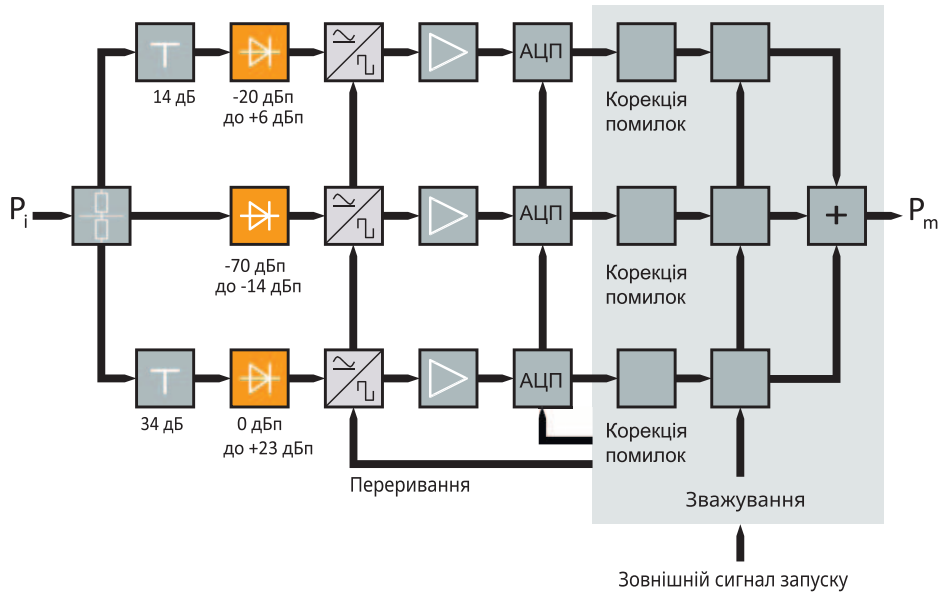 АЦП
14 дБ
-20 дБп
до +6 дБп
Корекція
помилок
Pi
АЦП
+
Pm
-70 дБп
до -14 дБп
Корекція
помилок
АЦП
34 дБ
0 дБп
до +23 дБп
Корекція
помилок
Переривання
Зважування
Зовнішній сигнал запуску